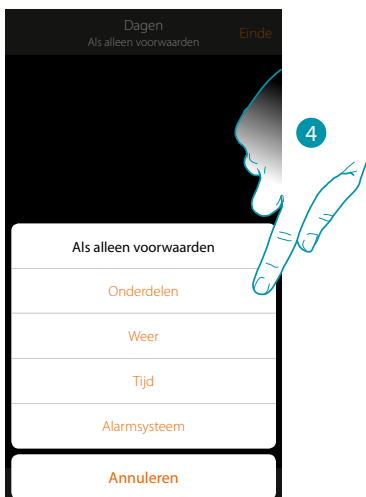 Dagen
Als alleen voorwaarden
Einde
4
Als alleen voorwaarden
Onderdelen
Weer
Tijd
Alarmsysteem
Annuleren